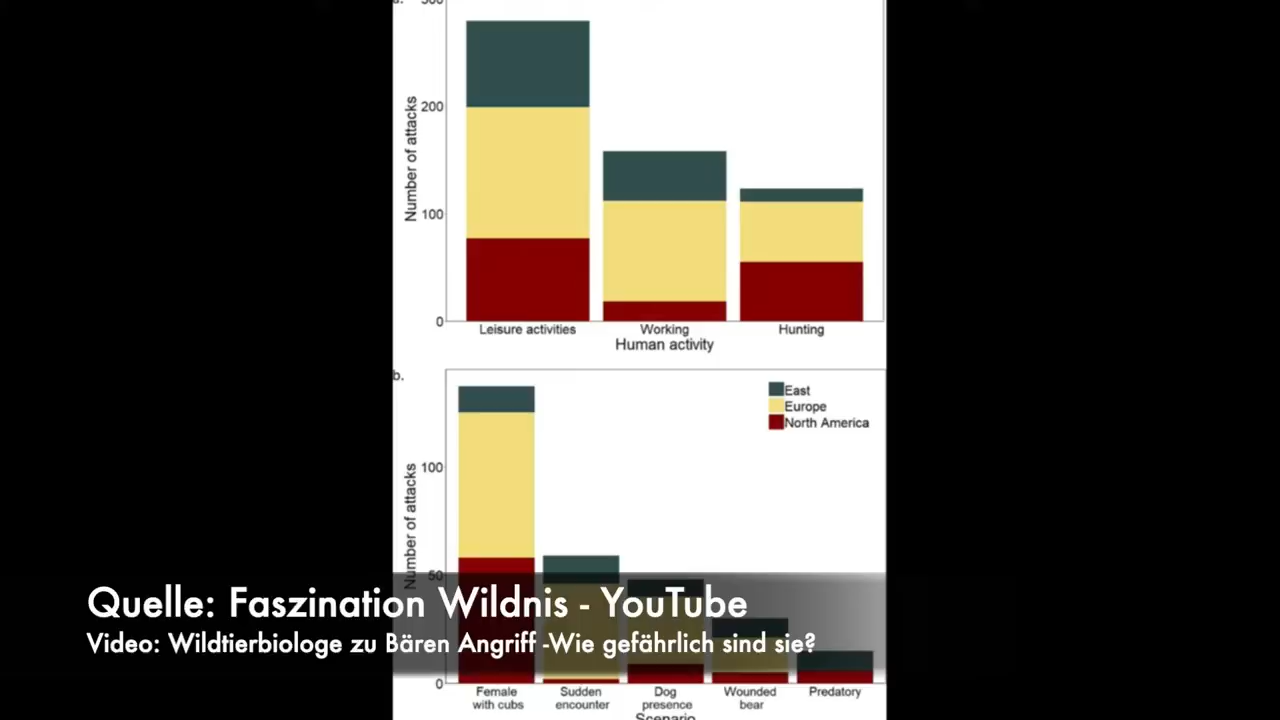 a.
300
200
100
0
Number of attacks
Leisure activities
Working
Hunting
Human activity
b.
East
Europe
North America
100
50
0
Number of attacks
Quelle: Faszination Wildnis - YouTube
Video: Wildtierbiologe zu Bären Angriff -Wie gefährlich sind sie?
Female
with cubs
Sudden
encounter
Dog
presence
Wounded
bear
Predatory
Scenario